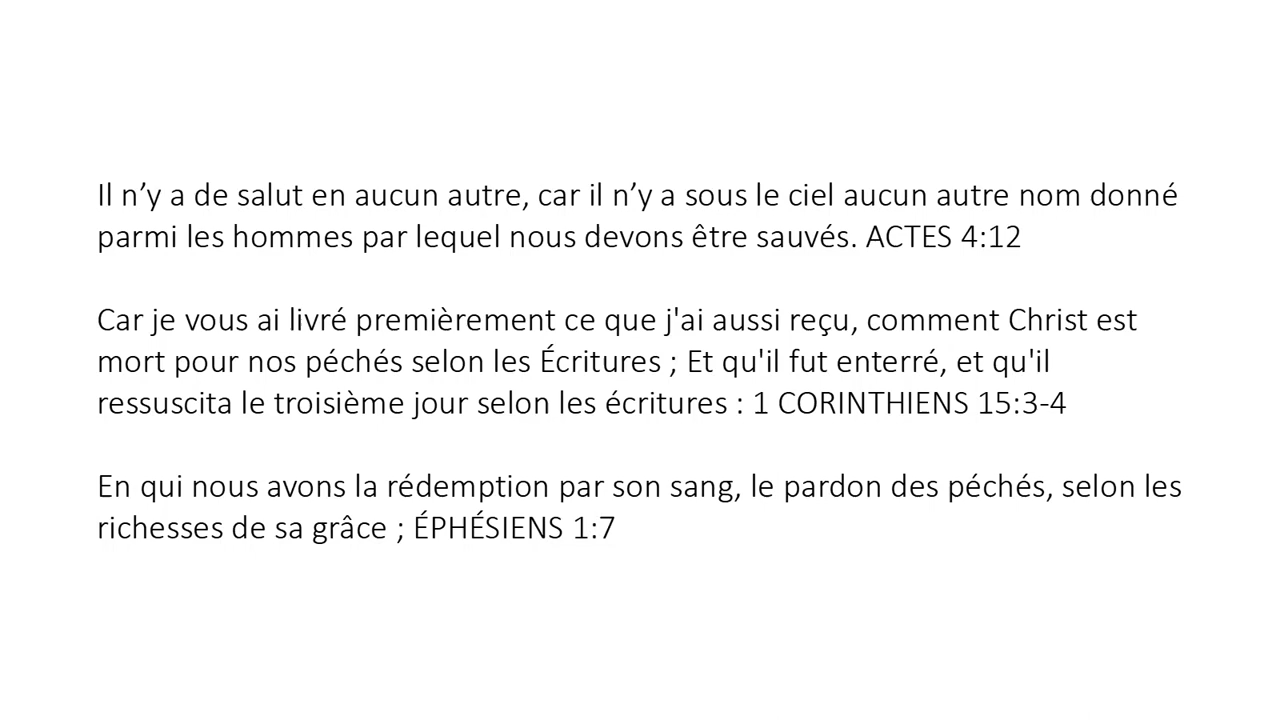 Il n’y a de salut en aucun autre, car il n’y a sous le ciel aucun autre nom donné
parmi les hommes par lequel nous devons être sauvés. ACTES 4:12
Car je vous ai livré premièrement ce que j'ai aussi reçu, comment Christ est
mort pour nos péchés selon les Écritures ; Et qu'il fut enterré, et qu'il
ressuscita le troisième jour selon les écritures : 1 CORINTHIENS 15:3-4
En qui nous avons la rédemption par son sang, le pardon des péchés, selon les
richesses de sa grâce ; ÉPHÉSIENS 1:7